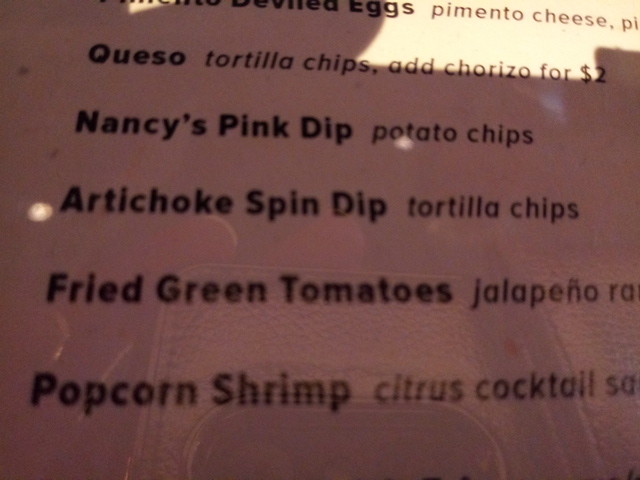 Pimento Deviled Eggs pimento cheese,
Queso tortilla chips, add chorizo for $2
Nancy's Pink Dip potato chips
Artichoke Spin Dip tortilla chips
Fried Green Tomatoes jalapeño
Popcorn Shrimp citrus cocktail